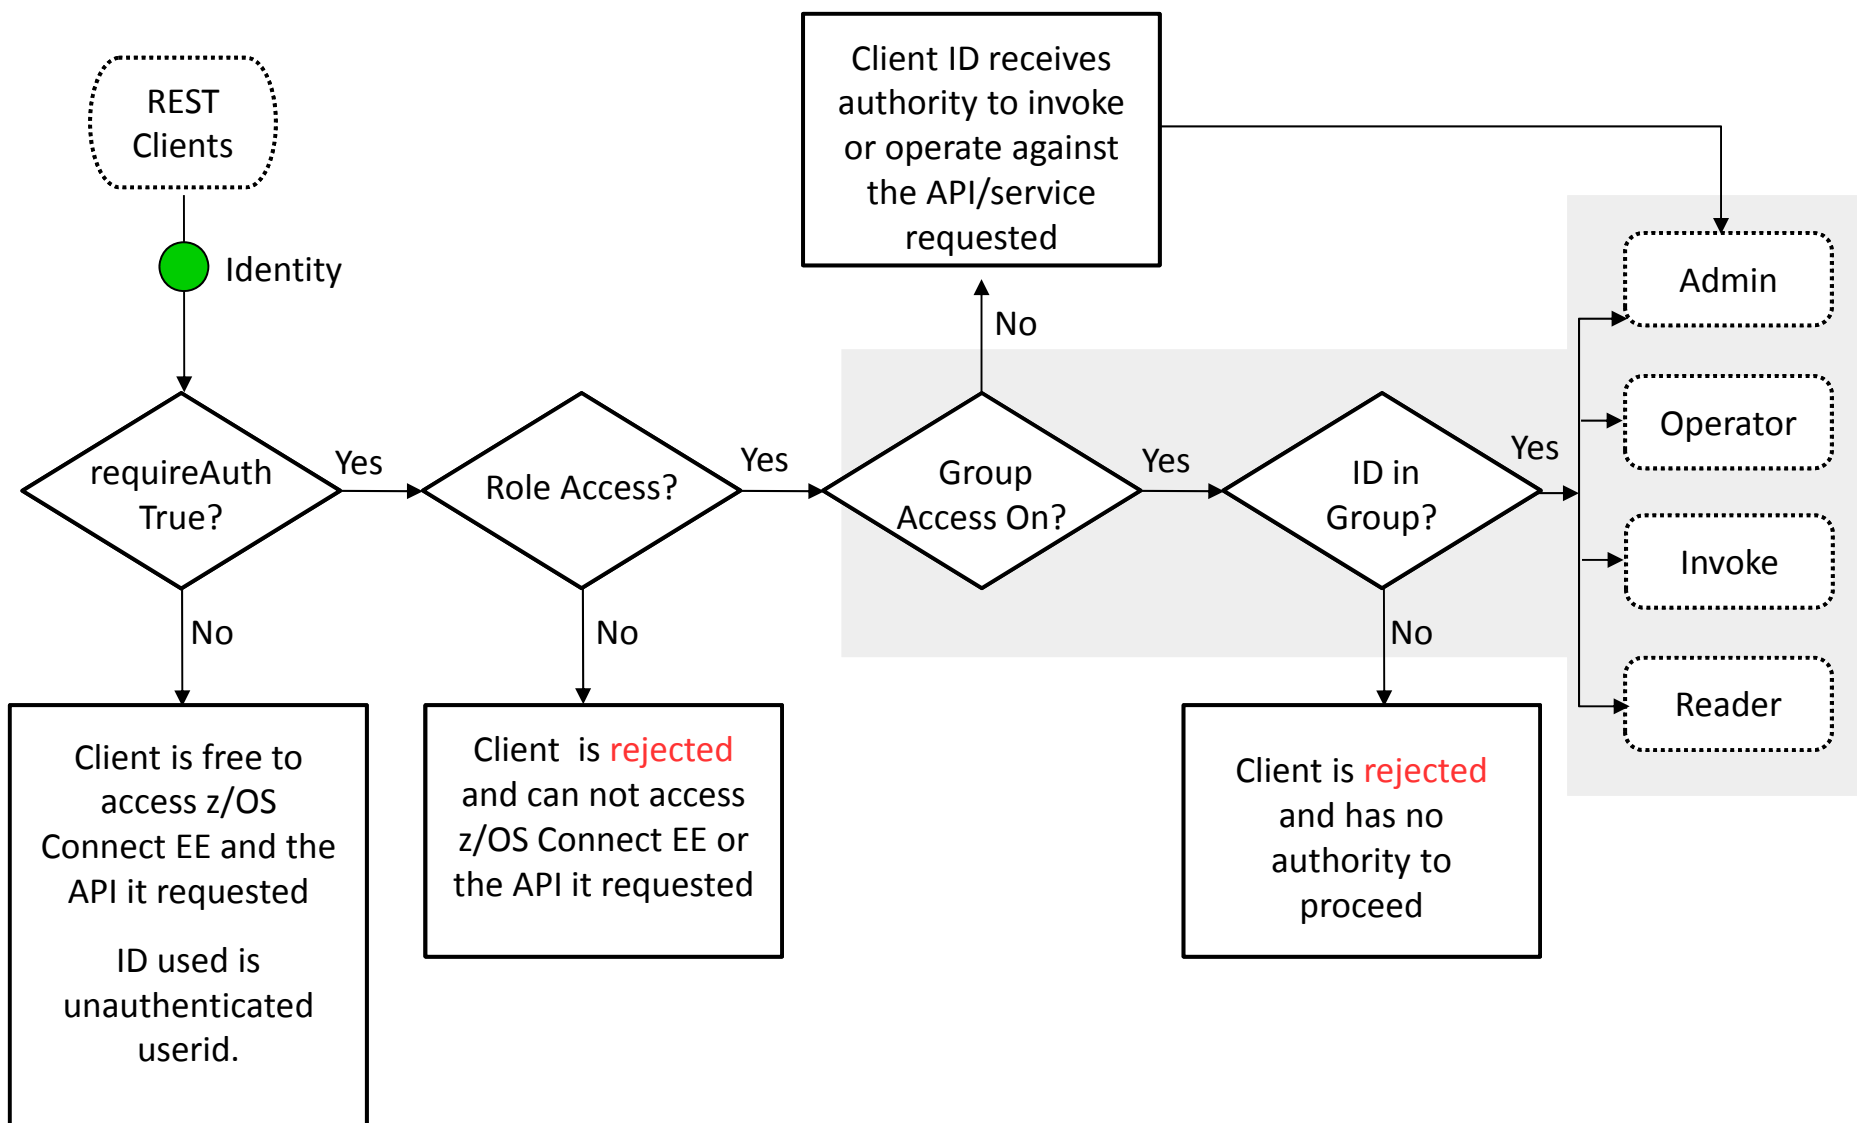 REST
Clients
Identity
Client ID receives
authority to invoke
or operate against
the API/service
requested
No
Admin
Operator
Invoke
Reader
requireAuth
True?
Yes
Role Access?
Yes
Group
Access On?
Yes
ID in
Group?
Yes
No
No
No
Client is free to
access z/OS
Connect EE and the
API it requested
ID used is
unauthenticated
userid.
Client is rejected
and can not access
z/OS Connect EE or
the API it requested
Client is rejected
and has no
authority to
proceed